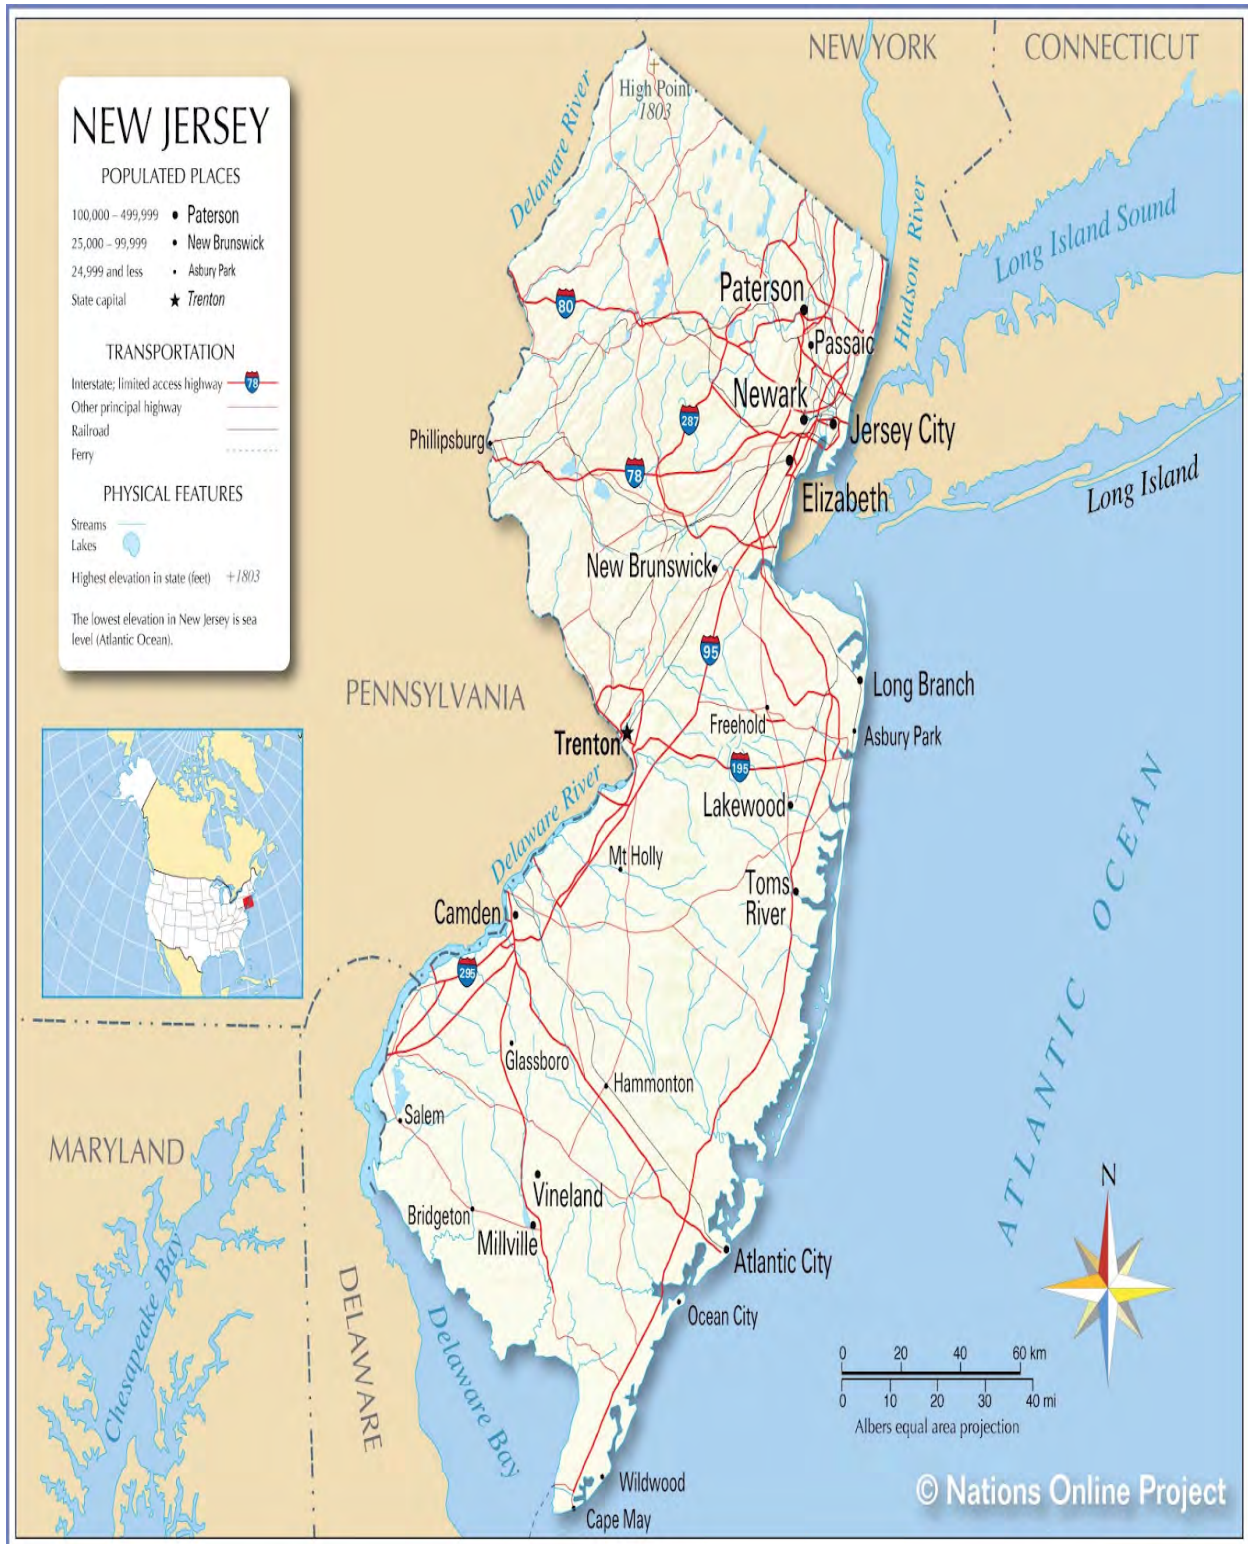 NEW JERSEY
POPULATED PLACES
100,000 – 499,999 Paterson
25,000 – 99,999 New Brunswick
24,999 and less Asbury Park
State capital Trenton
TRANSPORTATION
Interstate; limited access highway 78
Other principal highway
Railroad
Ferry
PHYSICAL FEATURES
Streams
Lakes
Highest elevation in state (feet) +1803
The lowest elevation in New Jersey is sea
level (Atlantic Ocean).
NEW YORK
CONNECTICUT
High Point
1803
Delaware River
Hudson River
Long Island Sound
Paterson
80
Passaic
Newark
287
Jersey City
Phillipsburg
78
Elizabeth
Long Island
New Brunswick
95
PENNSYLVANIA
Long Branch
Freehold
Asbury Park
Trenton
195
Delaware River
Lakewood
Mt Holly
Toms
River
Camden
295
ATLANTIC OCEAN
Glassboro
Hammonton
Salem
MARYLAND
Vineland
Bridgeton
Millville
Atlantic City
Ocean City
N
Chesapeake Bay
DELAWARE
Delaware Bay
0 20 40 60 km
0 10 20 30 40 mi
Albers equal area projection
Wildwood
Cape May
© Nations Online Project